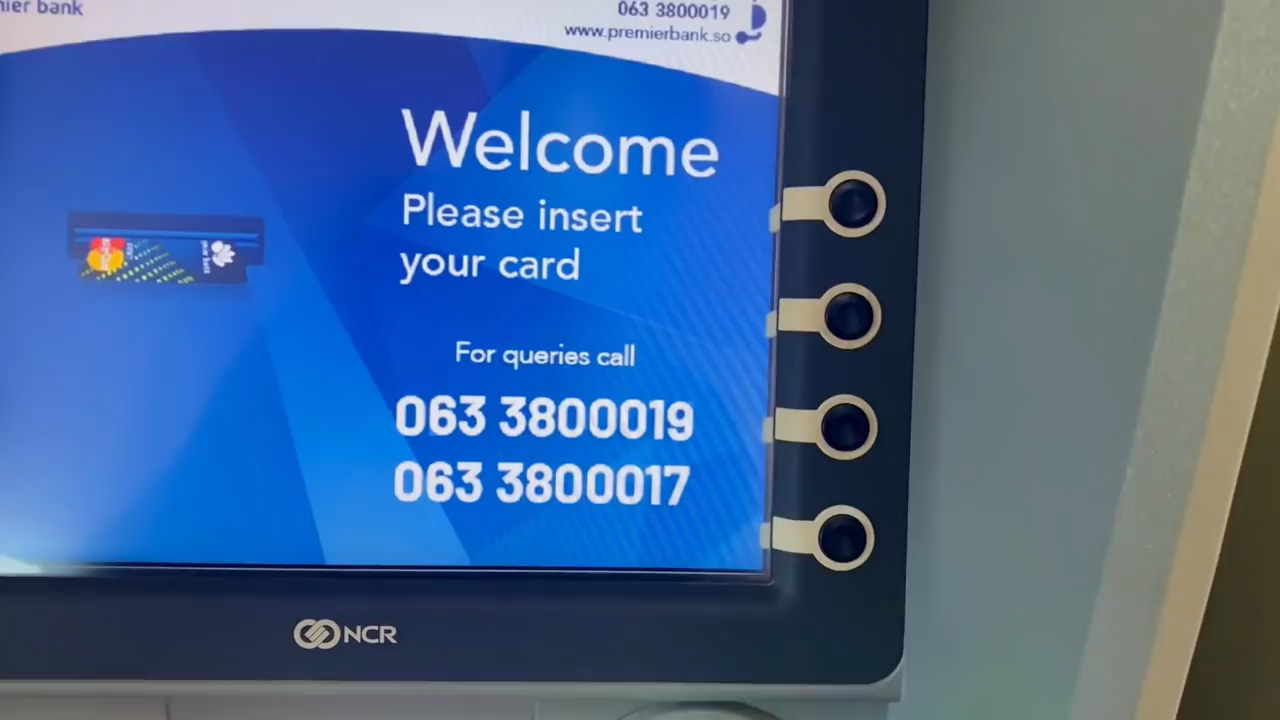 mier bank
063 3800019
www.premierbank.so
Welcome
Please insert
your card
For queries call
063 3800019
063 3800017
NCR